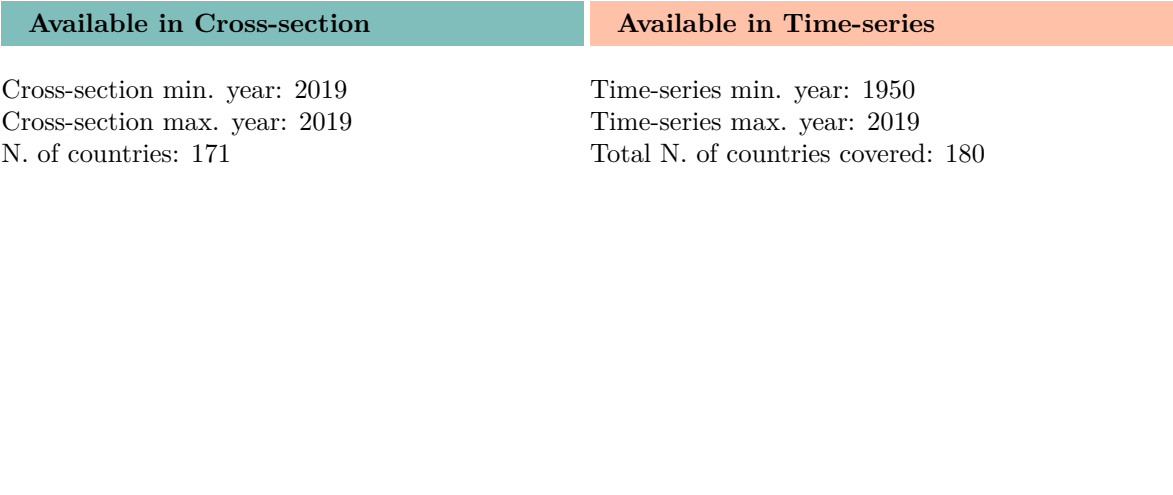 Available in Cross-section
Cross-section min. year: 2019
Cross-section max. year: 2019
N. of countries: 171
Available in Time-series
Time-series min. year: 1950
Time-series max. year: 2019
Total N. of countries covered: 180